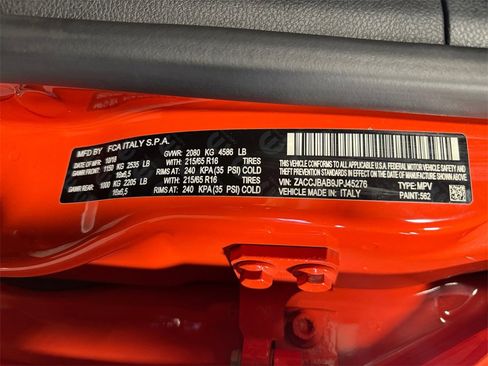 MFD BY FCA ITALY S.P.A.
DATE OF MFR: 10/18 GVWR: 2080 KG 4586 LB
GAWR FRONT: 1150 KG 2535 LB WITH: 215/65 R16 TIRES
16x6,5 RIMS AT: 240 KPA (35 PSI) COLD
GAWR REAR: 1000 KG 2205 LB WITH: 215/65 R16 TIRES
16x6,5 RIMS AT: 240 KPA (35 PSI) COLD
THIS VEHICLE CONFORMS TO ALL APPLICABLE U.S.A. FEDERAL MOTOR VEHICLE SAFETY AND
THEFT PREVENTION STANDARDS IN EFFECT ON THE DATE OF MANUFACTURE SHOWN ABOVE.
VIN: ZACCJBAB9JPJ45276 TYPE: MPV
VEHICLE MADE IN: ITALY PAINT: 562